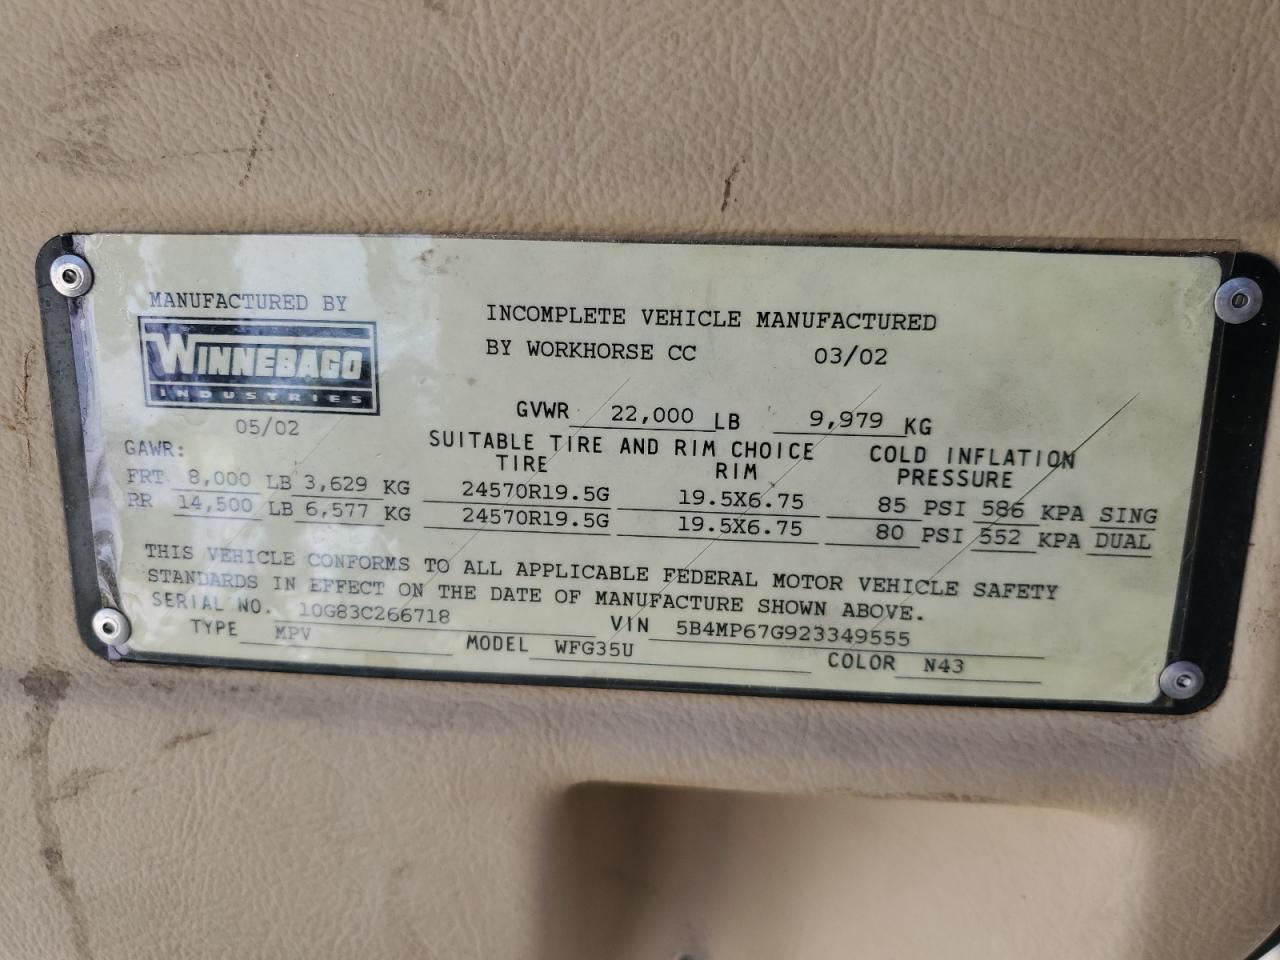 MANUFACTURED BY
WINNEBAGO
INDUSTRIES
05/02
INCOMPLETE VEHICLE MANUFACTURED
BY WORKHORSE CC 03/02
GVWR 22,000 LB 9,979 KG
GAWR: SUITABLE TIRE AND RIM CHOICE COLD INFLATION
TIRE RIM PRESSURE
FRT 8,000 LB 3,629 KG 24570R19.5G 19.5X6.75 85 PSI 586 KPA SING
RR 14,500 LB 6,577 KG 24570R19.5G 19.5X6.75 80 PSI 552 KPA DUAL
THIS VEHICLE CONFORMS TO ALL APPLICABLE FEDERAL MOTOR VEHICLE SAFETY
STANDARDS IN EFFECT ON THE DATE OF MANUFACTURE SHOWN ABOVE.
SERIAL NO. 10G83C266718 VIN 5B4MP67G923349555
TYPE MPV MODEL WFG35U COLOR N43